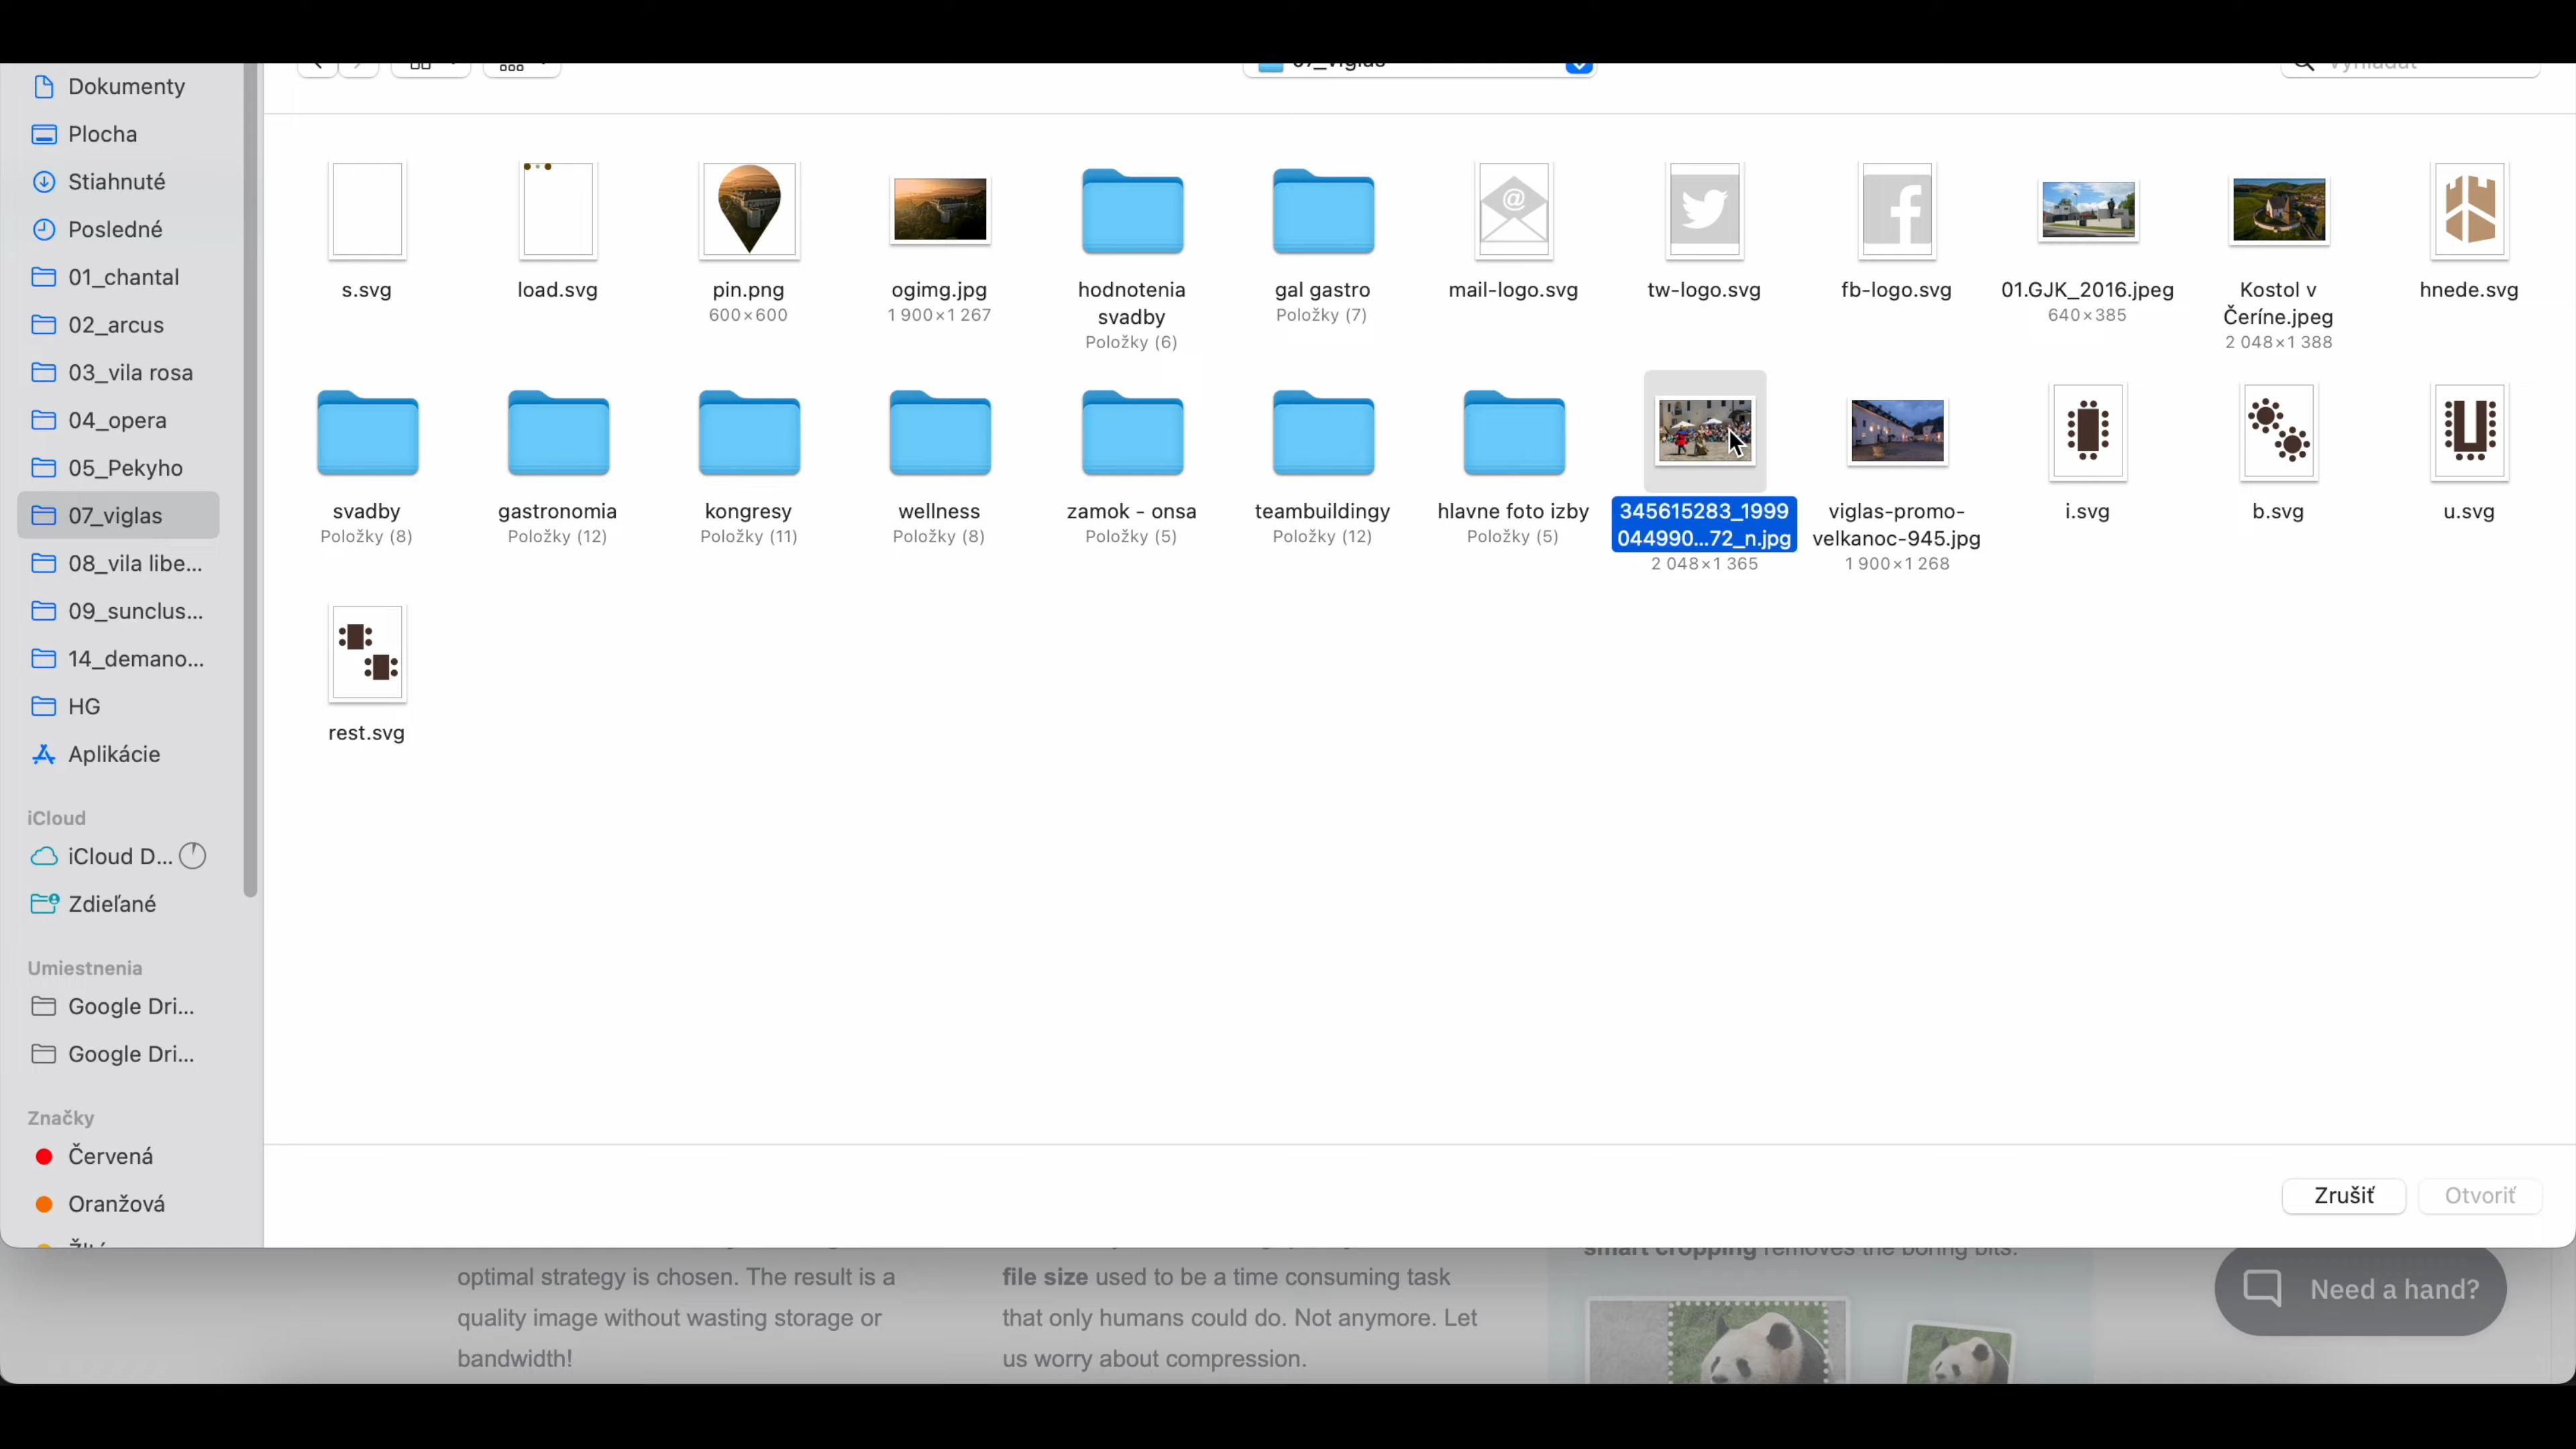 07_viglas
Vyhľadať
Dokumenty
Plocha
Stiahnuté
Posledné
01_chantal
02_arcus
03_vila rosa
04_opera
05_Pekyho
07_viglas
08_vila libe...
09_sunclus...
14_demano...
HG
Aplikácie
iCloud
iCloud D...
Zdieľané
Umiestnenia
Google Dri...
Google Dri...
Značky
Červená
Oranžová
s.svg
load.svg
pin.png
600×600
ogimg.jpg
1 900×1 267
hodnotenia
svadby
Položky (6)
gal gastro
Položky (7)
@
mail-logo.svg
tw-logo.svg
f
fb-logo.svg
01.GJK_2016.jpeg
640×385
Kostol v
Čeríne.jpeg
2 048×1 388
hnede.svg
svadby
Položky (8)
gastronomia
Položky (12)
kongresy
Položky (11)
wellness
Položky (8)
zamok - onsa
Položky (5)
teambuildingy
Položky (12)
hlavne foto izby
Položky (5)
345615283_1999
044990...72_n.jpg
2 048×1 365
viglas-promo-
velkanoc-945.jpg
1 900×1 268
i.svg
b.svg
u.svg
rest.svg
Zrušiť
Otvoriť
optimal strategy is chosen. The result is a
quality image without wasting storage or
bandwidth!
file size used to be a time consuming task
that only humans could do. Not anymore. Let
us worry about compression.
smart cropping removes the boring bits.
Need a hand?